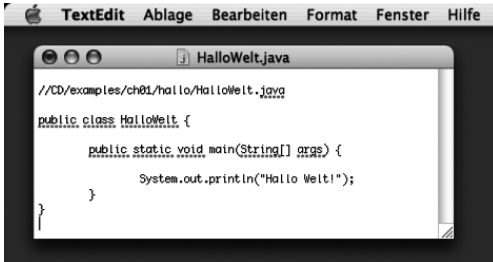 TextEdit Ablage Bearbeiten Format Fenster Hilfe
HalloWelt.java
//CD/examples/ch01/hallo/HalloWelt.java
public class HalloWelt {
public static void main(String[] args) {
System.out.println("Hallo Welt!");
}
}